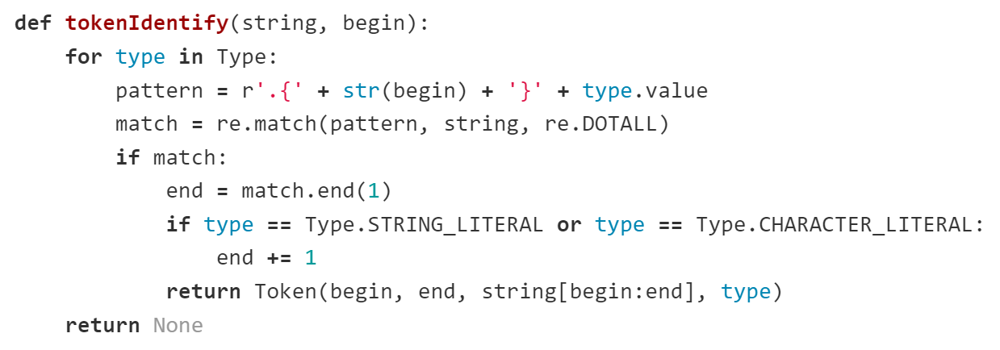 def tokenIdentify(string, begin):
    for type in Type:
        pattern = r'.{' + str(begin) + '}' + type.value
        match = re.match(pattern, string, re.DOTALL)
        if match:
            end = match.end(1)
            if type == Type.STRING_LITERAL or type == Type.CHARACTER_LITERAL:
                end += 1
            return Token(begin, end, string[begin:end], type)
    return None